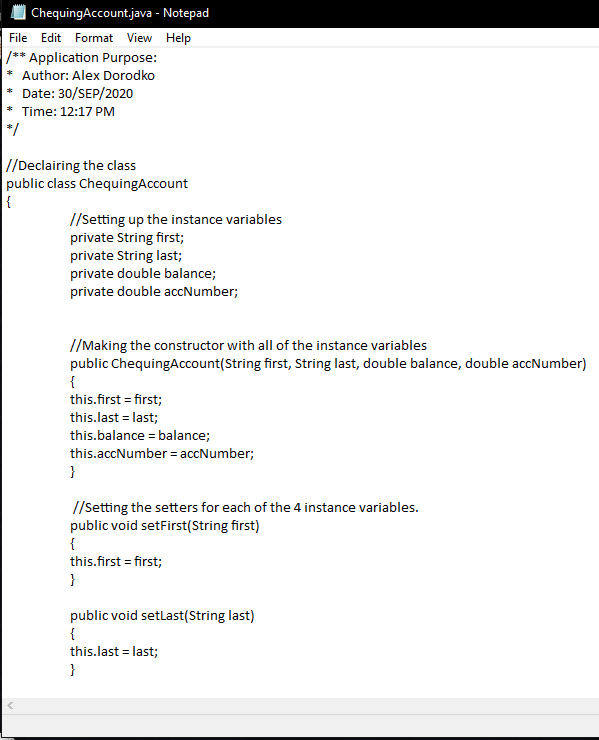 ChequingAccount.java - Notepad
File Edit Format View Help
/** Application Purpose:
* Author: Alex Dorodko
* Date: 30/SEP/2020
* Time: 12:17 PM
*/
//Declairing the class
public class ChequingAccount
{
//Setting up the instance variables
private String first;
private String last;
private double balance;
private double accNumber;
//Making the constructor with all of the instance variables
public ChequingAccount(String first, String last, double balance, double accNumber)
{
this.first = first;
this.last = last;
this.balance = balance;
this.accNumber = accNumber;
}
//Setting the setters for each of the 4 instance variables.
public void setFirst(String first)
{
this.first = first;
}
public void setLast(String last)
{
this.last = last;
}